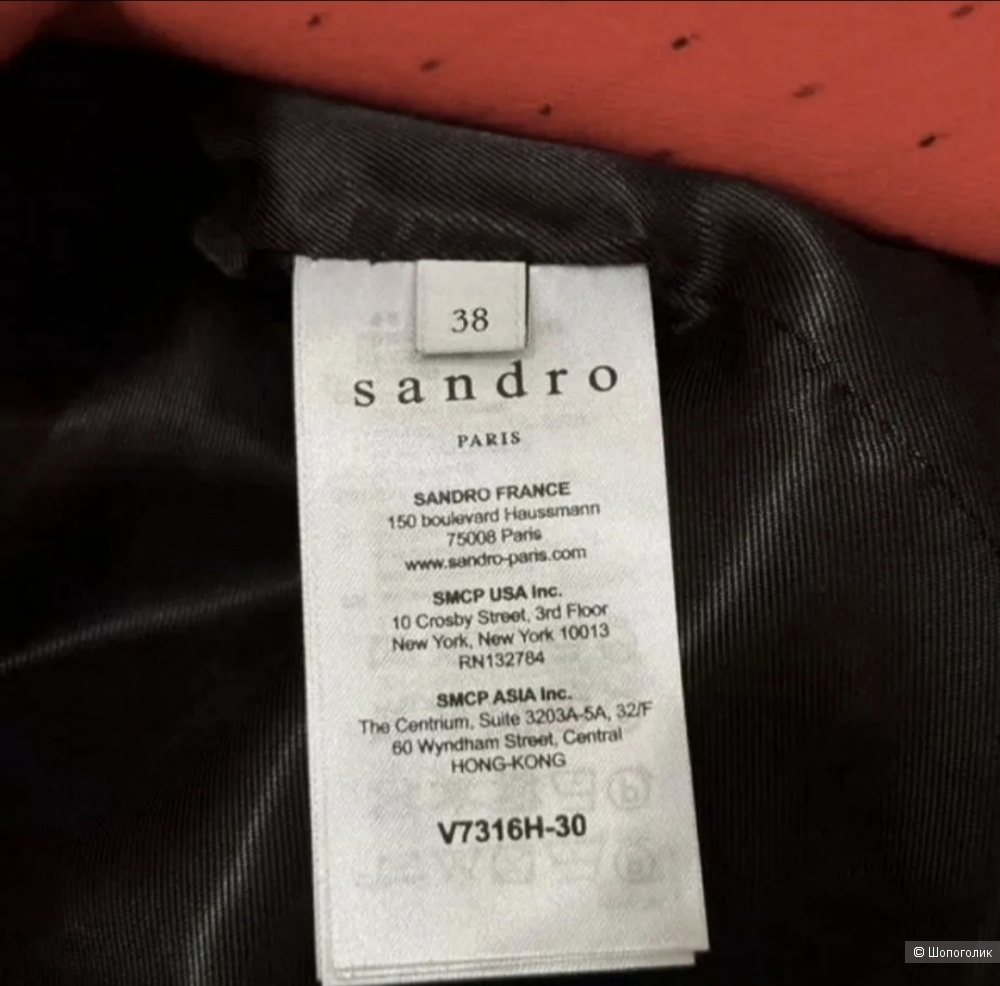 38
sandro
PARIS
SANDRO FRANCE
150 boulevard Haussmann
75008 Paris
www.sandro-paris.com
SMCP USA Inc.
10 Crosby Street, 3rd Floor
New York, New York 10013
RN132784
SMCP ASIA Inc.
The Centrium, Suite 3203A-5A, 32/F
60 Wyndham Street, Central
HONG-KONG
V7316H-30
© Шопоголик